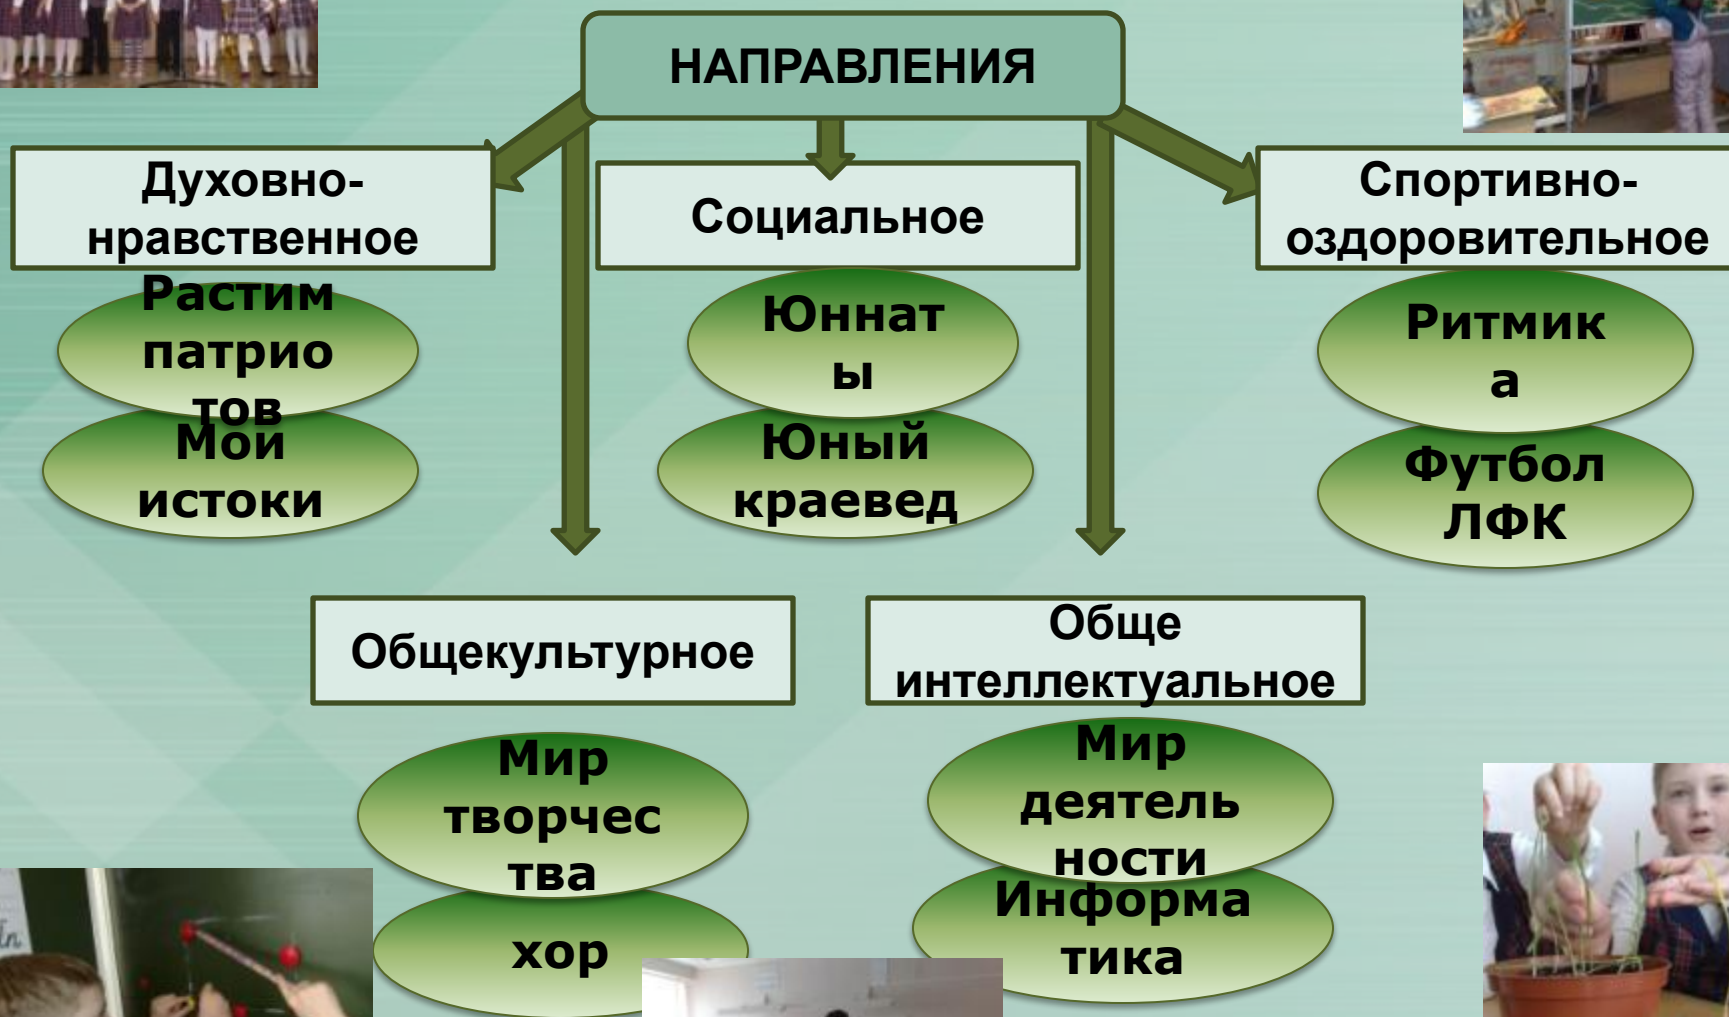 НАПРАВЛЕНИЯ
Духовно-
нравственное
Растим
патрио
тов
Мои
истоки
Социальное
Юннат
ы
Юный
краевед
Спортивно-
оздоровительное
Ритмик
а
Футбол
ЛФК
Общекультурное
Мир
творчес
тва
хор
Обще
интеллектуальное
Мир
деятель
ности
Информа
тика